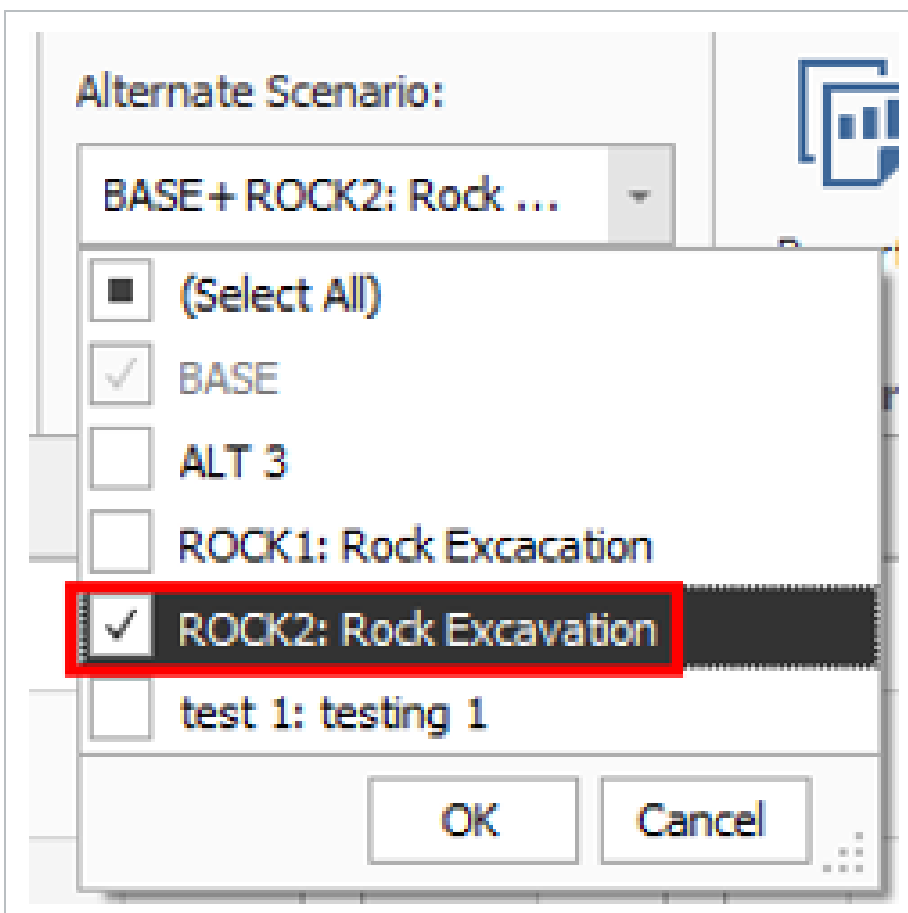 Alternate Scenario:
BASE+ROCK2: Rock ...
(Select All)
BASE
ALT 3
ROCK1: Rock Excacation
ROCK2: Rock Excavation
test 1: testing 1
OK Cancel